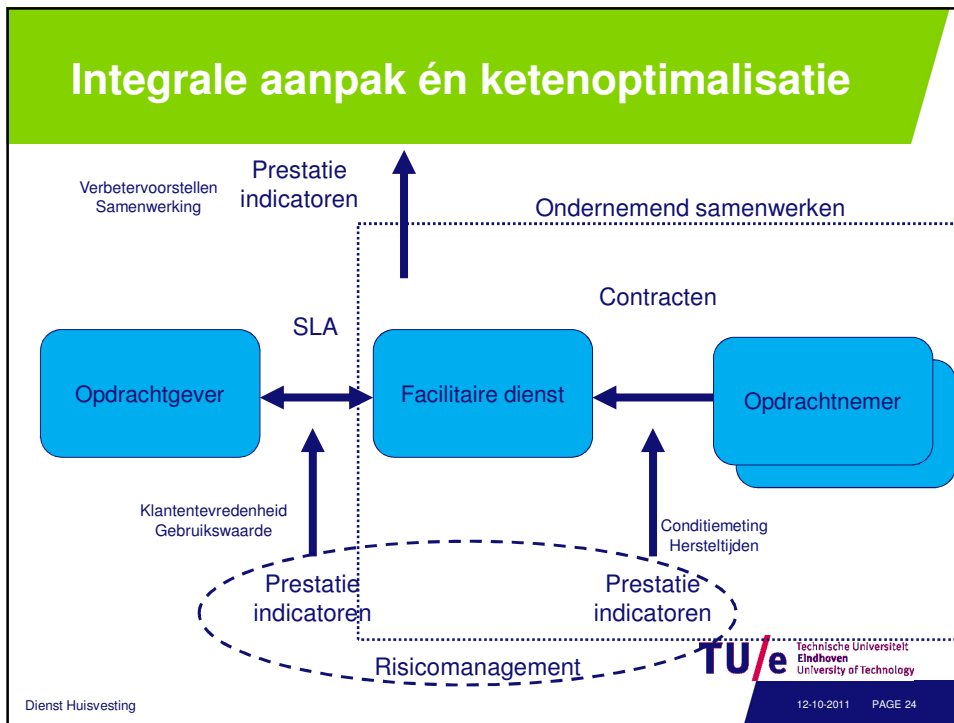 Integrale aanpak én ketenoptimalisatie
Verbetervoorstellen
Samenwerking
Prestatie
indicatoren
Ondernemend samenwerken
Contracten
SLA
Opdrachtgever
Facilitaire dienst
Opdrachtnemer
Klantentevredenheid
Gebruikswaarde
Conditiemeting
Hersteltijden
Prestatie
indicatoren
Prestatie
indicatoren
Risicomanagement
TU/e
Technische Universiteit
Eindhoven
University of Technology
Dienst Huisvesting
12-10-2011 PAGE 24